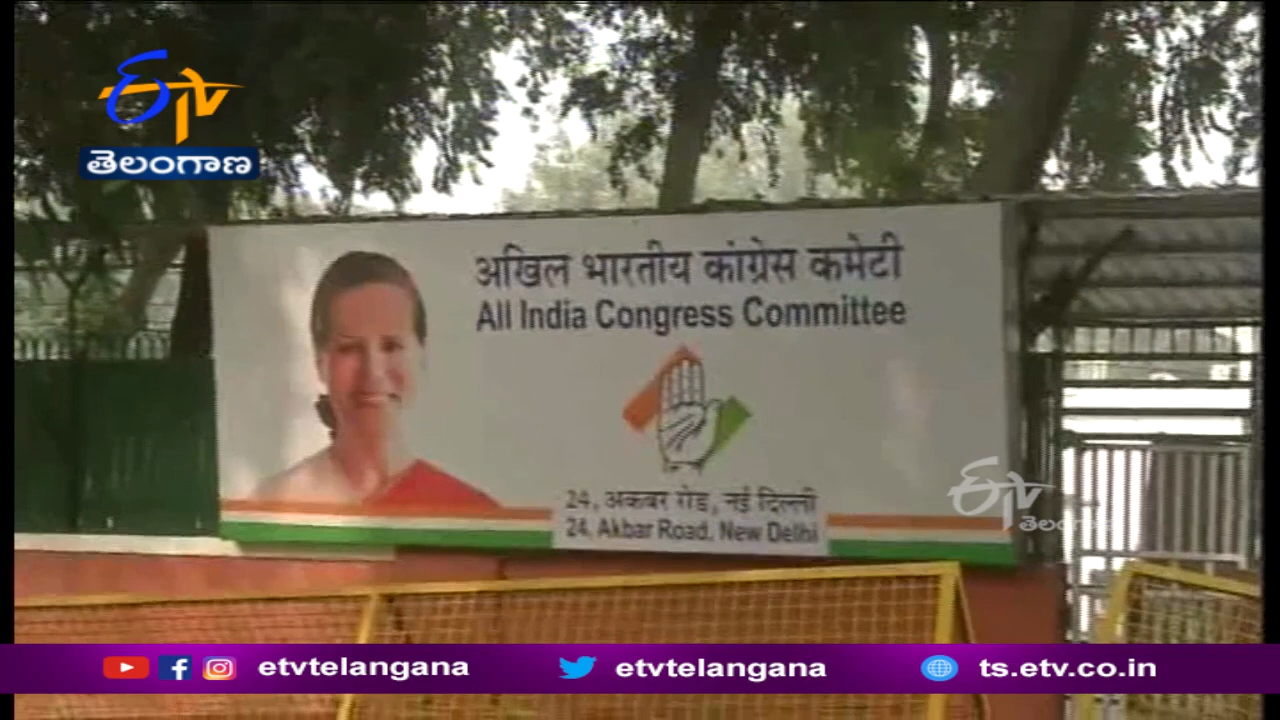 ETV
తెలంగాణ
अखिल भारतीय कांग्रेस कमेटी
All India Congress Committee
24, अकबर रोड, नई दिल्ली
24, Akbar Road, New Delhi
ETV
తెలంగాణ
etvtelangana
etvtelangana
ts.etv.co.in